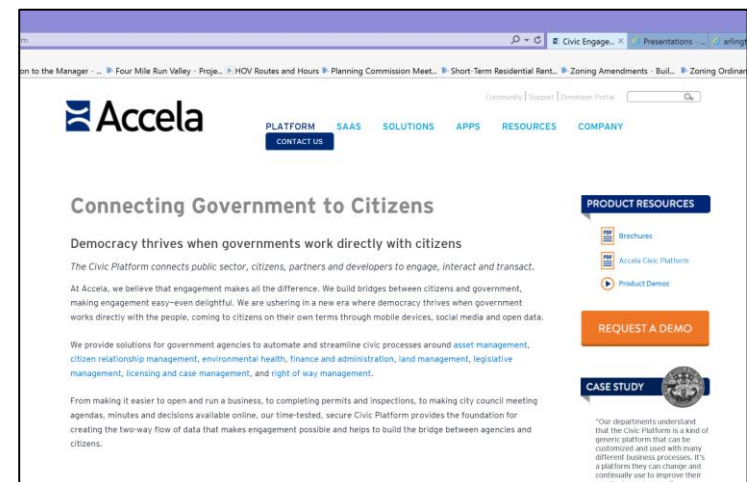 Civic Engage...
Presentations - ...
arlingt
on to the Manager - ...
Four Mile Run Valley - Proje...
HOV Routes and Hours
Planning Commission Meet...
Short-Term Residential Rent...
Zoning Amendments - Buil...
Zoning Ordinan
Community | Support | Developer Portal
Accela
PLATFORM
SAAS
SOLUTIONS
APPS
RESOURCES
COMPANY
CONTACT US
Connecting Government to Citizens
Democracy thrives when governments work directly with citizens
The Civic Platform connects public sector, citizens, partners and developers to engage, interact and transact.
At Accela, we believe that engagement makes all the difference. We build bridges between citizens and government,
making engagement easy—even delightful. We are ushering in a new era where democracy thrives when government
works directly with the people, coming to citizens on their own terms through mobile devices, social media and open data.
We provide solutions for government agencies to automate and streamline civic processes around asset management,
citizen relationship management, environmental health, finance and administration, land management, legislative
management, licensing and case management, and right of way management.
From making it easier to open and run a business, to completing permits and inspections, to making city council meeting
agendas, minutes and decisions available online, our time-tested, secure Civic Platform provides the foundation for
creating the two-way flow of data that makes engagement possible and helps to build the bridge between agencies and
citizens.
PRODUCT RESOURCES
PDF
Brochures
PDF
Accela Civic Platform
Product Demos
REQUEST A DEMO
CASE STUDY
"Our departments understand
that the Civic Platform is a kind of
generic platform that can be
customized and used with many
different business processes. It's
a platform they can change and
continually use to improve their